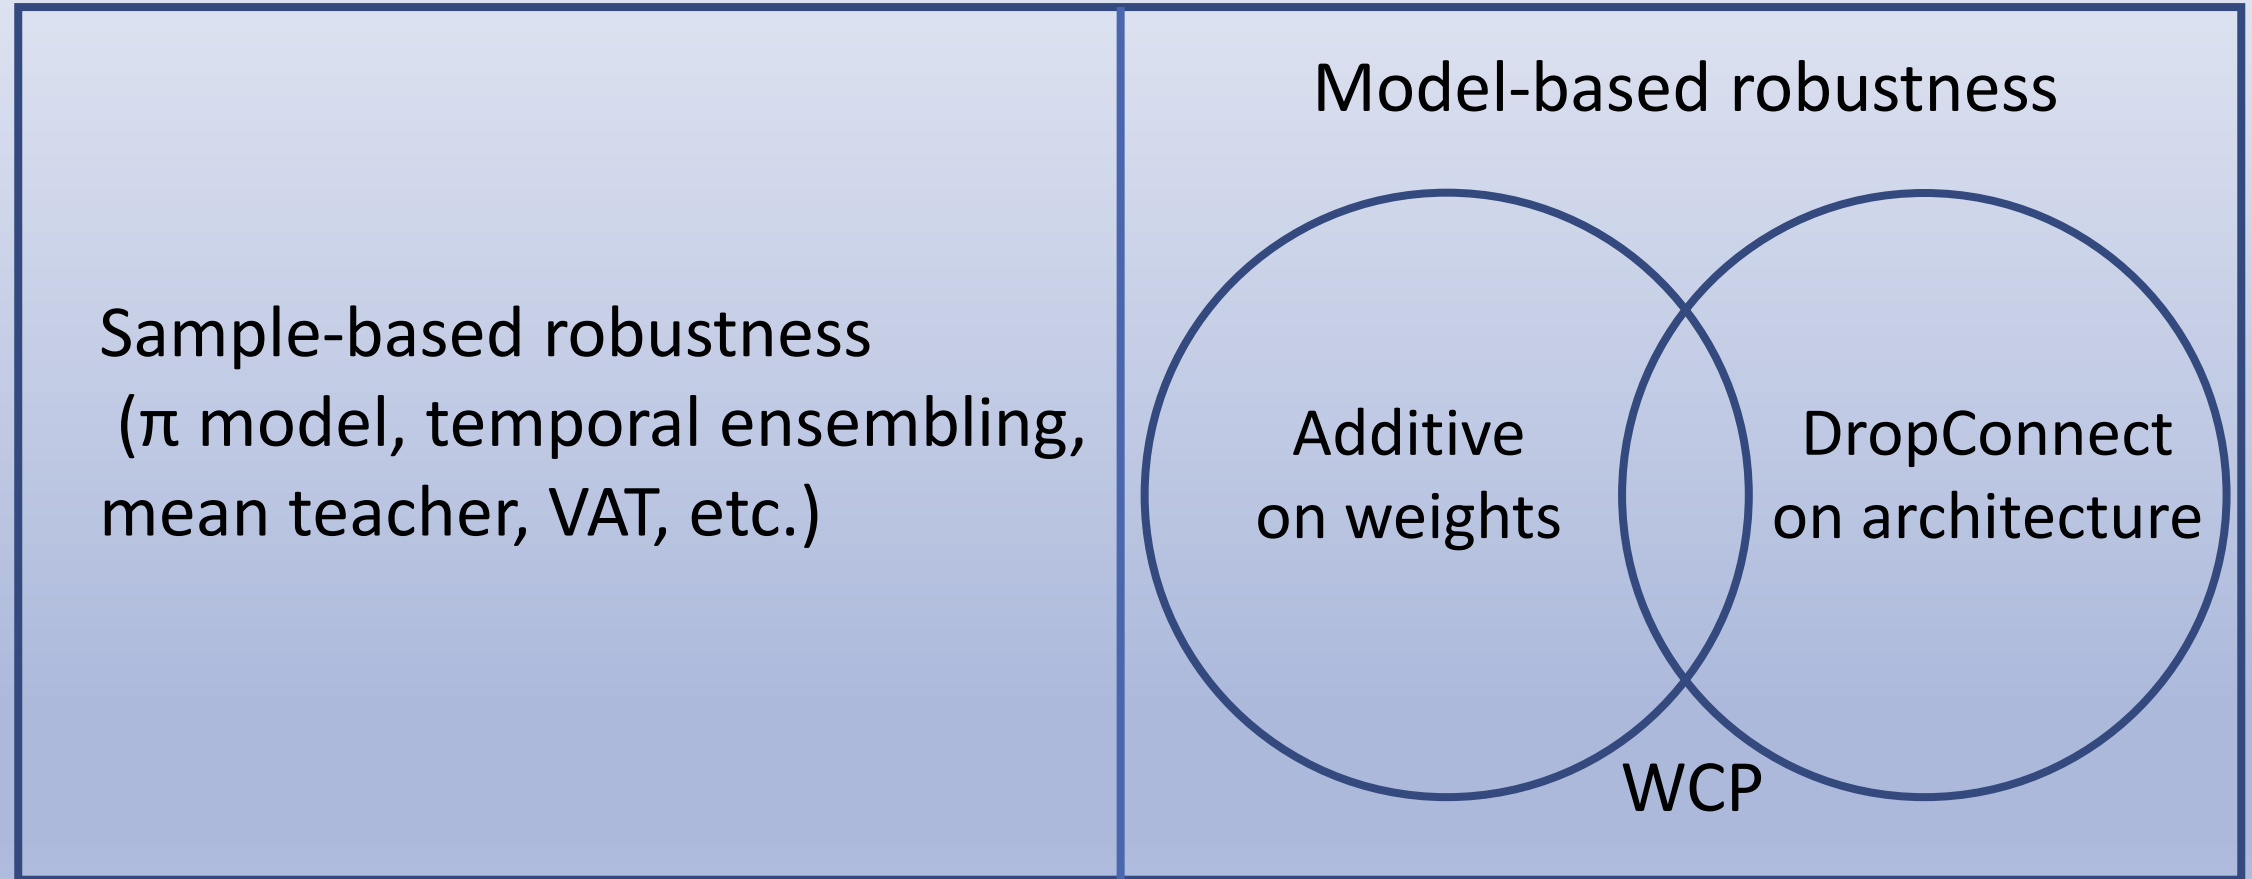 Sample-based robustness
(π model, temporal ensembling,
mean teacher, VAT, etc.)
Model-based robustness
Additive
on weights
DropConnect
on architecture
WCP